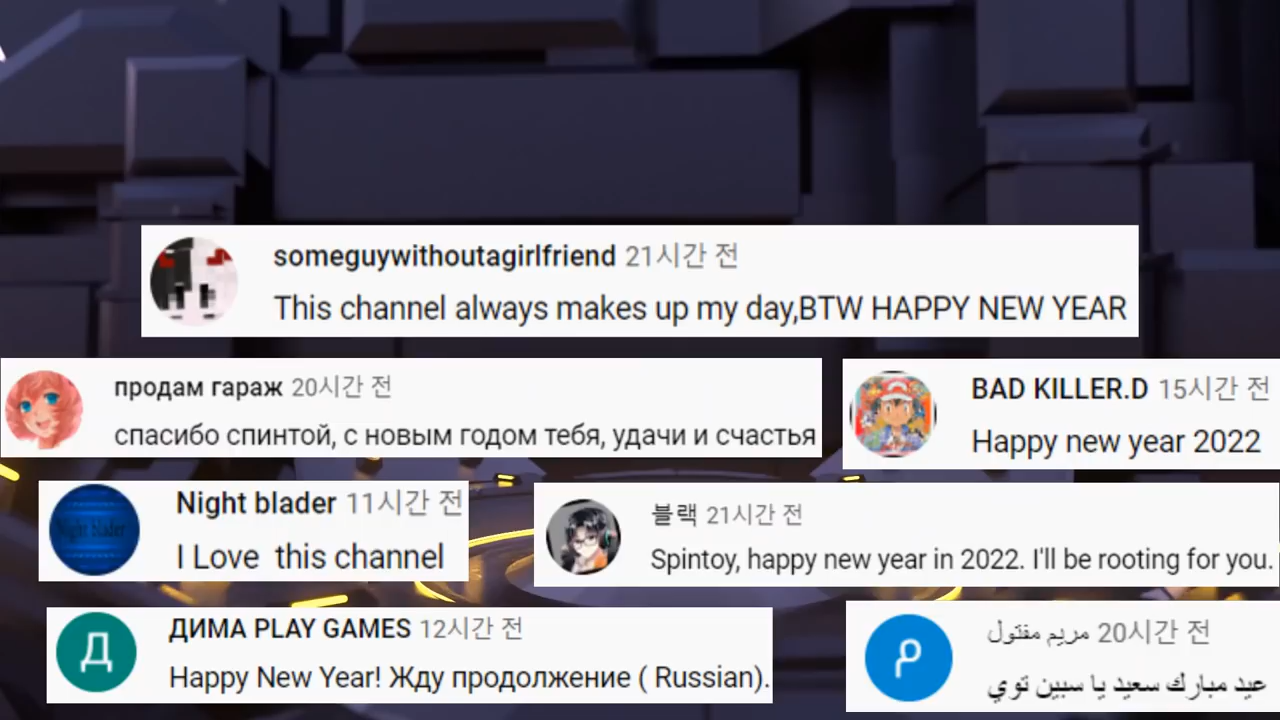 someguywithoutagirlfriend 21시간 전
This channel always makes up my day,BTW HAPPY NEW YEAR
продам гараж 20시간 전
спасибо спинтой, с новым годом тебя, удачи и счастья
BAD KILLER.D 15시간 전
Happy new year 2022
Night blader
Night blader 11시간 전
I Love this channel
블랙 21시간 전
Spintoy, happy new year in 2022. I'll be rooting for you.
Д
ДИМА PLAY GAMES 12시간 전
Happy New Year! Жду продолжение ( Russian).
م
مريم مفتول 20시간 전
عيد مبارك سعيد يا سبين توي